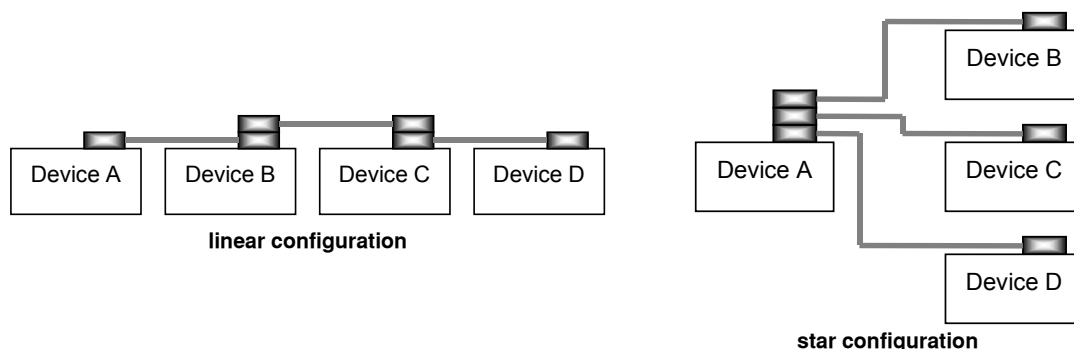 Device A
Device B
Device C
Device D
linear configuration
Device B
Device A
Device C
Device D
star configuration